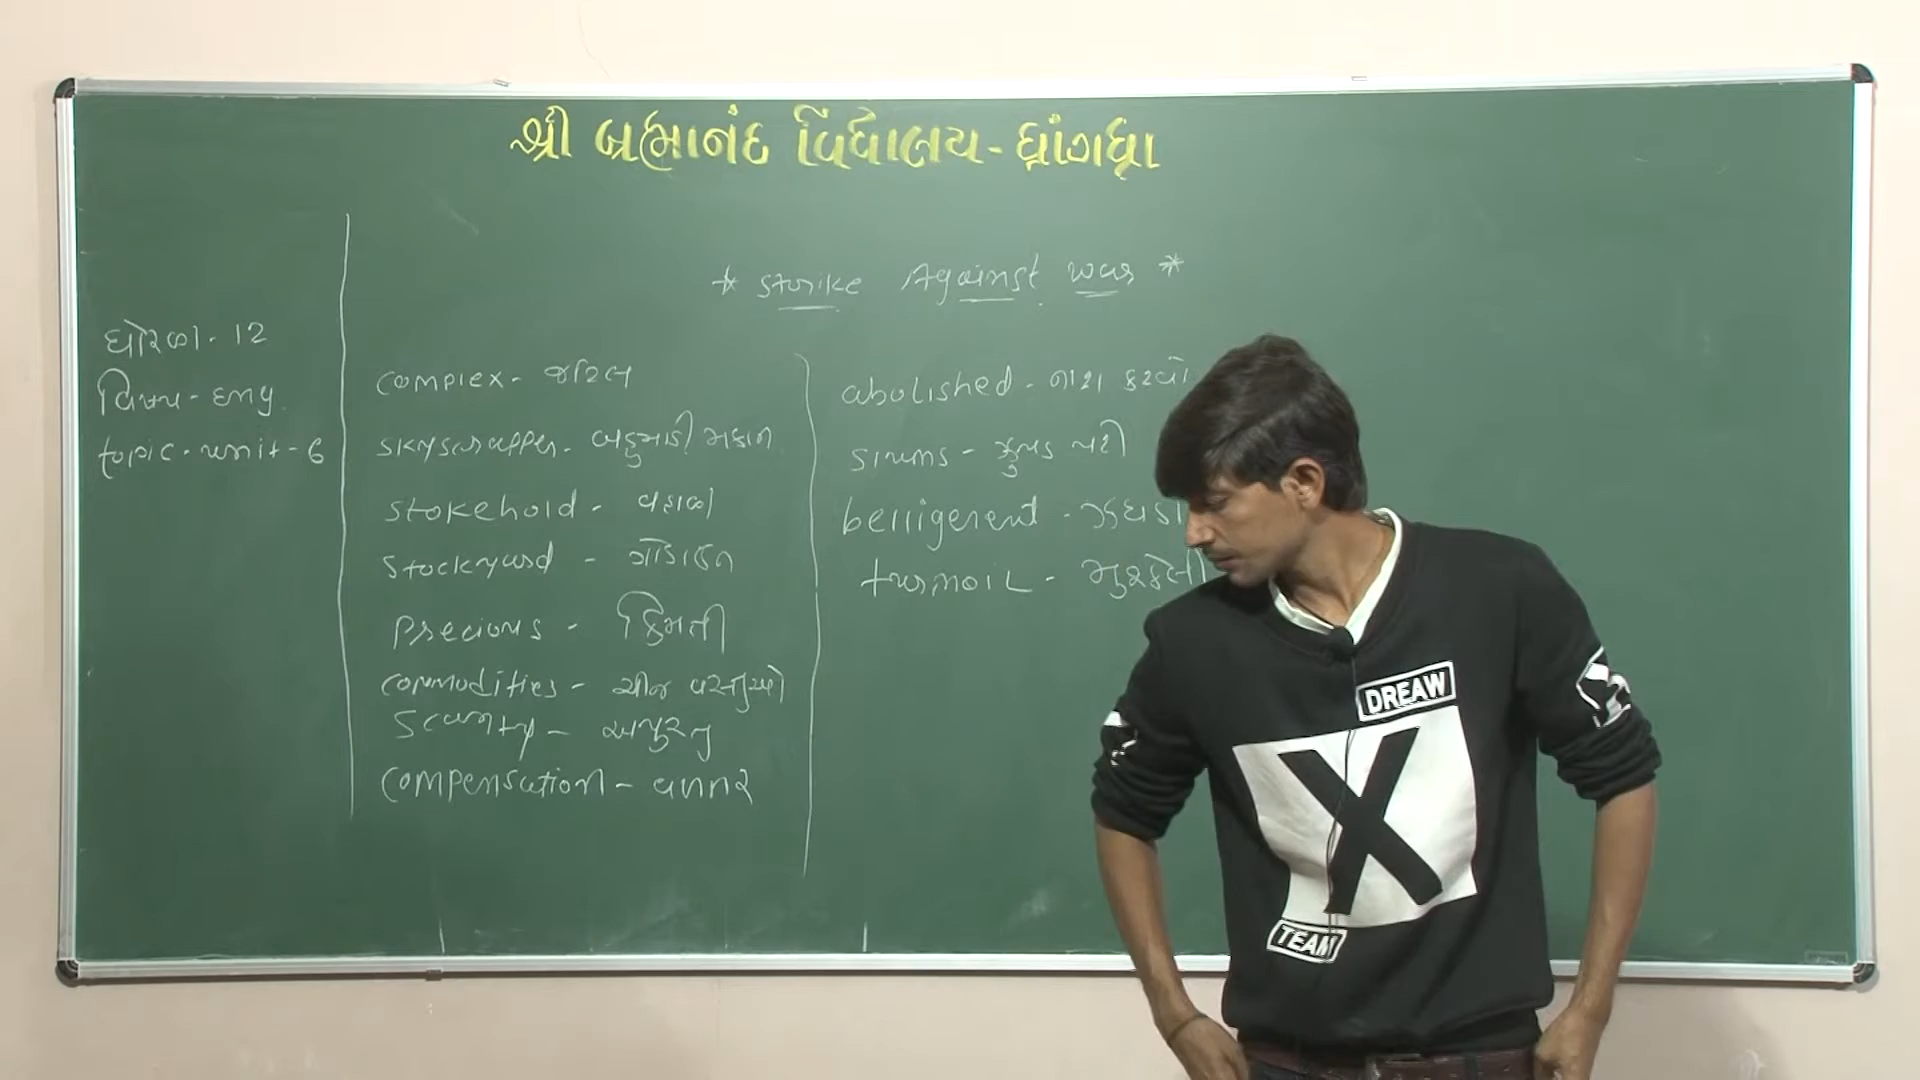 શ્રી બ્રહ્માનંદ વિદ્યાલય - ધ્રાંગધ્રા
* Strike Against war *
ધોરણ - 12
વિષય - eng.
topic - unit - 6
complex - જટિલ
skyscrapper - બહુમાળી મકાન
stokehold - વહાણ
stockyard - ગોડાઉન
precious - કિંમતી
commodities - ચીજ વસ્તુઓ
scarcity - અપુરતુ
compensation - વળતર
abolished - નાશ કરવો
slums - ઝુંપડ પટ્ટી
belligerent -
turmoil - મુશ્કેલી
DREAW
X
TEAM